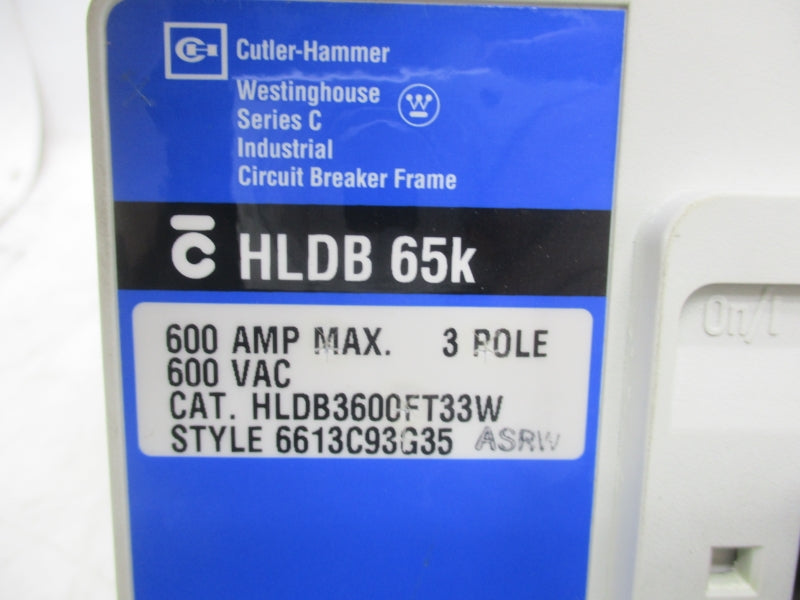 Cutler-Hammer
Westinghouse
Series C
Industrial
Circuit Breaker Frame
C HLDB 65k
600 AMP MAX. 3 POLE
600 VAC
CAT. HLDB3600FT33W
STYLE 6613C93G35 ASRW
On/I